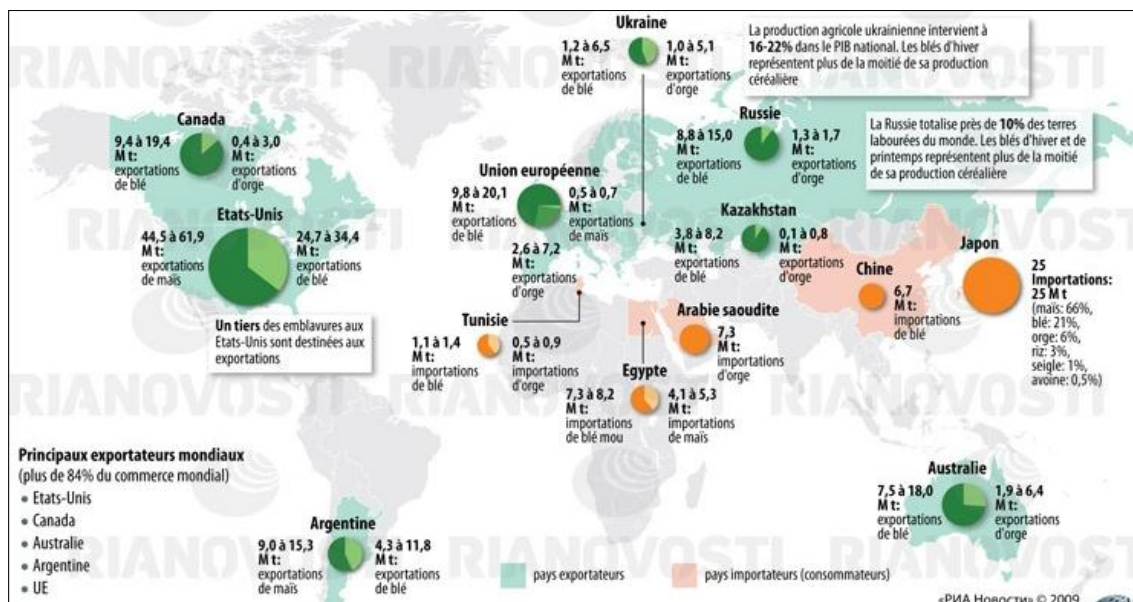 Ukraine
1,2 à 6,5
M t:
exportations
de blé
1,0 à 5,1
M t:
exportations
d'orge
La production agricole ukrainienne intervient à
16-22% dans le PIB national. Les blés d'hiver
représentent plus de la moitié de sa production
céréalière
Canada
9,4 à 19,4
M t:
exportations
de blé
0,4 à 3,0
M t:
exportations
d'orge
Russie
8,8 à 15,0
M t:
exportations
de blé
1,3 à 1,7
M t:
exportations
d'orge
La Russie totalise près de 10% des terres
labourées du monde. Les blés d'hiver et de
printemps représentent plus de la moitié
de sa production céréalière
Union européenne
9,8 à 20,1
M t:
exportations
de blé
0,5 à 0,7
M t:
exportations
de maïs
2,6 à 7,2
M t:
exportations
d'orge
Etats-Unis
44,5 à 61,9
M t:
exportations
de maïs
24,7 à 34,4
M t:
exportations
de blé
Un tiers des emblavures aux
Etats-Unis sont destinées aux
exportations
Kazakhstan
3,8 à 8,2
M t:
exportations
de blé
0,1 à 0,8
M t:
exportations
d'orge
Chine
6,7
M t:
importations
de blé
Japon
25
Importations:
25 M t
(maïs: 66%,
blé: 21%,
orge: 6%,
riz: 3%,
seigle: 1%,
avoine: 0,5%)
Tunisie
1,1 à 1,4
M t:
importations
de blé
0,5 à 0,9
M t:
importations
d'orge
Arabie saoudite
7,3
M t:
importations
d'orge
Egypte
7,3 à 8,2
M t:
importations
de blé mou
4,1 à 5,3
M t:
importations
de maïs
Principaux exportateurs mondiaux
(plus de 84% du commerce mondial)
• Etats-Unis
• Canada
• Australie
• Argentine
• UE
Argentine
9,0 à 15,3
M t:
exportations
de maïs
4,3 à 11,8
M t:
exportations
de blé
Australie
7,5 à 18,0
M t:
exportations
de blé
1,9 à 6,4
M t:
exportations
d'orge
pays exportateurs
pays importateurs (consommateurs)
«РИА Новости» © 2009
RIANOVOSTI RIANOVOSTI RIANOVOSTI
RIANOVOSTI RIANOVOSTI RIANOVOSTI
RIANOVOSTI RIANOVOSTI RIANOVOSTI
RIANOVOSTI RIANOVOSTI RIANOVOSTI